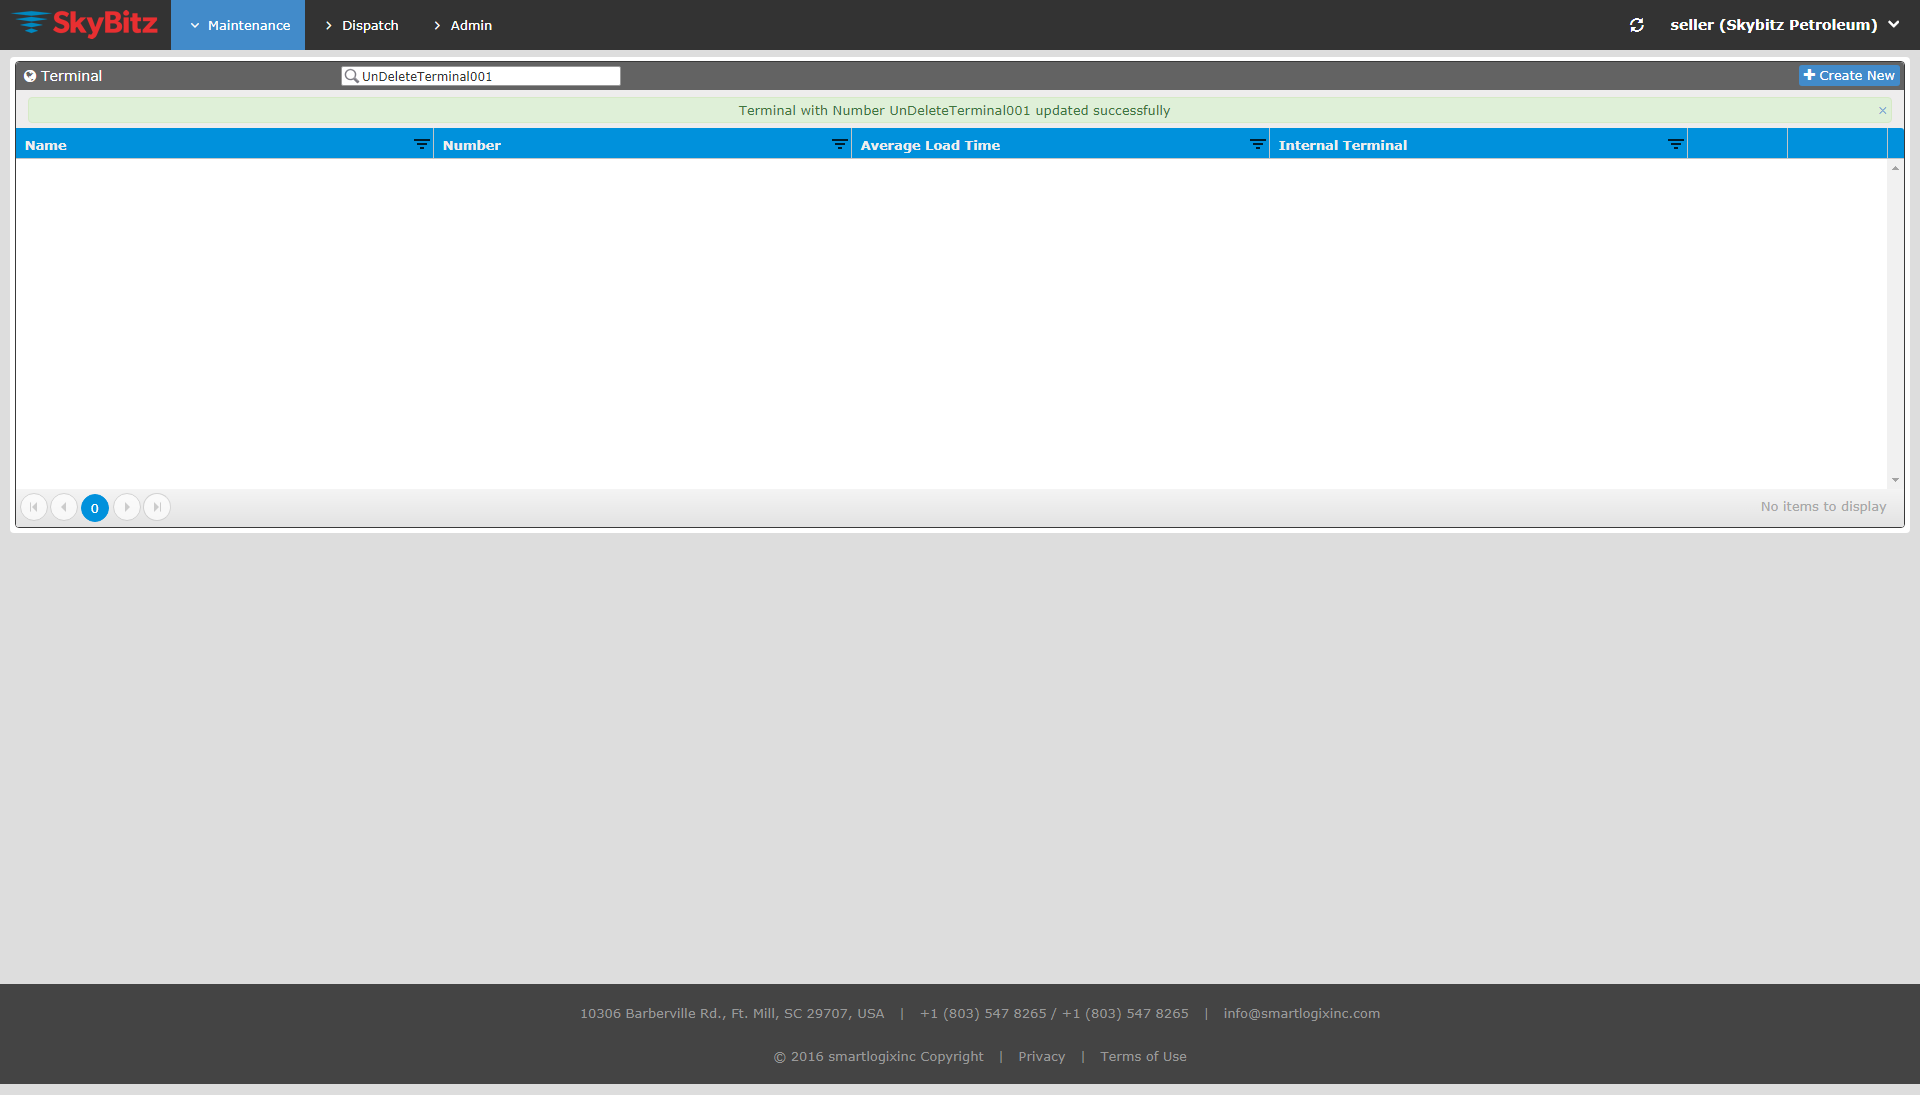 SkyBitz
Maintenance
Dispatch
Admin
seller (Skybitz Petroleum)
Terminal
UnDeleteTerminal001
Create New
Terminal with Number UnDeleteTerminal001 updated successfully
×
Name
Number
Average Load Time
Internal Terminal
0
No items to display
10306 Barberville Rd., Ft. Mill, SC 29707, USA | +1 (803) 547 8265 / +1 (803) 547 8265 | info@smartlogixinc.com
© 2016 smartlogixinc Copyright | Privacy | Terms of Use